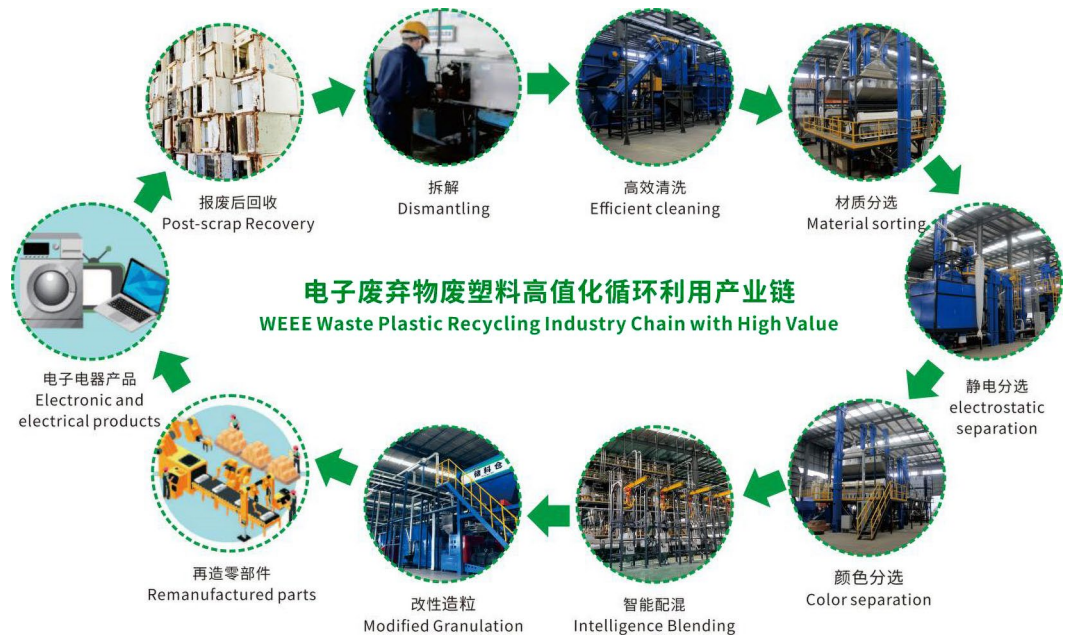 报废后回收
Post-scrap Recovery
拆解
Dismantling
高效清洗
Efficient cleaning
材质分选
Material sorting
电子废弃物废塑料高值化循环利用产业链
WEEE Waste Plastic Recycling Industry Chain with High Value
静电分选
electrostatic
separation
颜色分选
Color separation
智能配混
Intelligence Blending
储料仓
改性造粒
Modified Granulation
再造零部件
Remanufactured parts
电子电器产品
Electronic and
electrical products